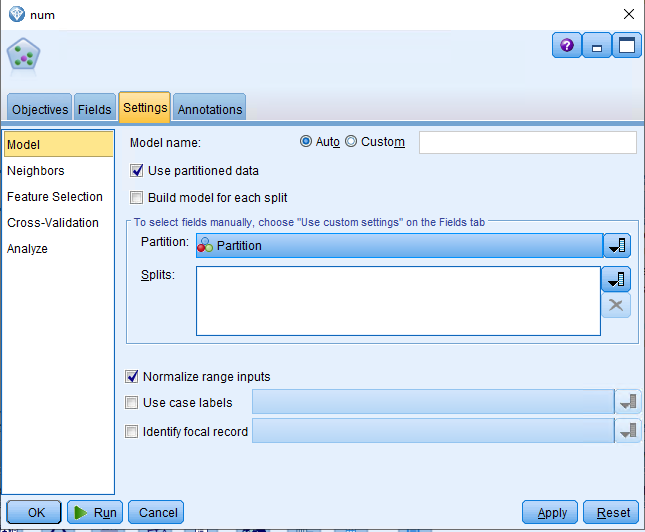 num
Objectives Fields Settings Annotations
Model
Neighbors
Feature Selection
Cross-Validation
Analyze
Model name: Auto Custom
Use partitioned data
Build model for each split
To select fields manually, choose "Use custom settings" on the Fields tab
Partition: Partition
Splits:
Normalize range inputs
Use case labels
Identify focal record
OK Run Cancel Apply Reset